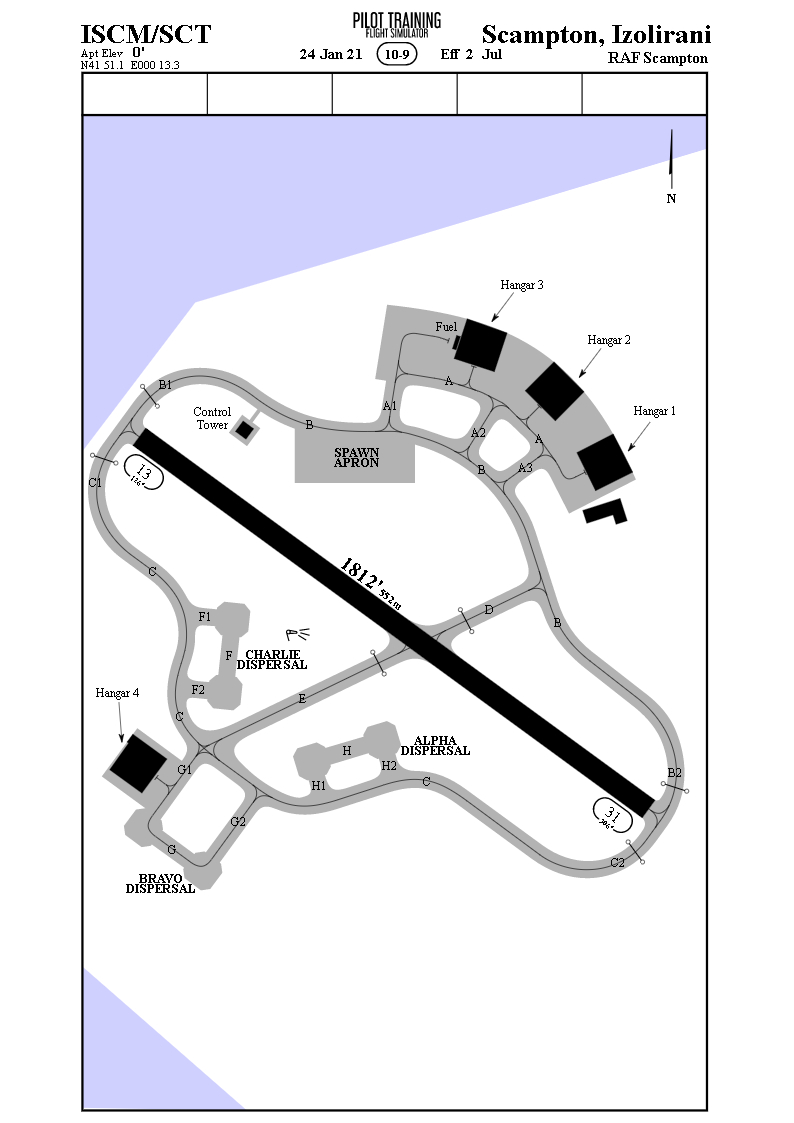 ISCM/SCT
Apt Elev 0'
N41 51.1 E000 13.3
PILOT TRAINING
FLIGHT SIMULATOR
24 Jan 21 10-9 Eff 2 Jul
Scampton, Izolirani
RAF Scampton
N
Hangar 3
Fuel
Hangar 2
A
B1
A1
Hangar 1
Control
Tower
B
A2
A
SPAWN
APRON
B
A3
13
126°
C1
1812'
552m
C
D
F1
B
F
CHARLIE
DISPERSAL
F2
E
Hangar 4
C
ALPHA
DISPERSAL
H
G1
H2
B2
H1
C
31
306°
G2
G
C2
BRAVO
DISPERSAL